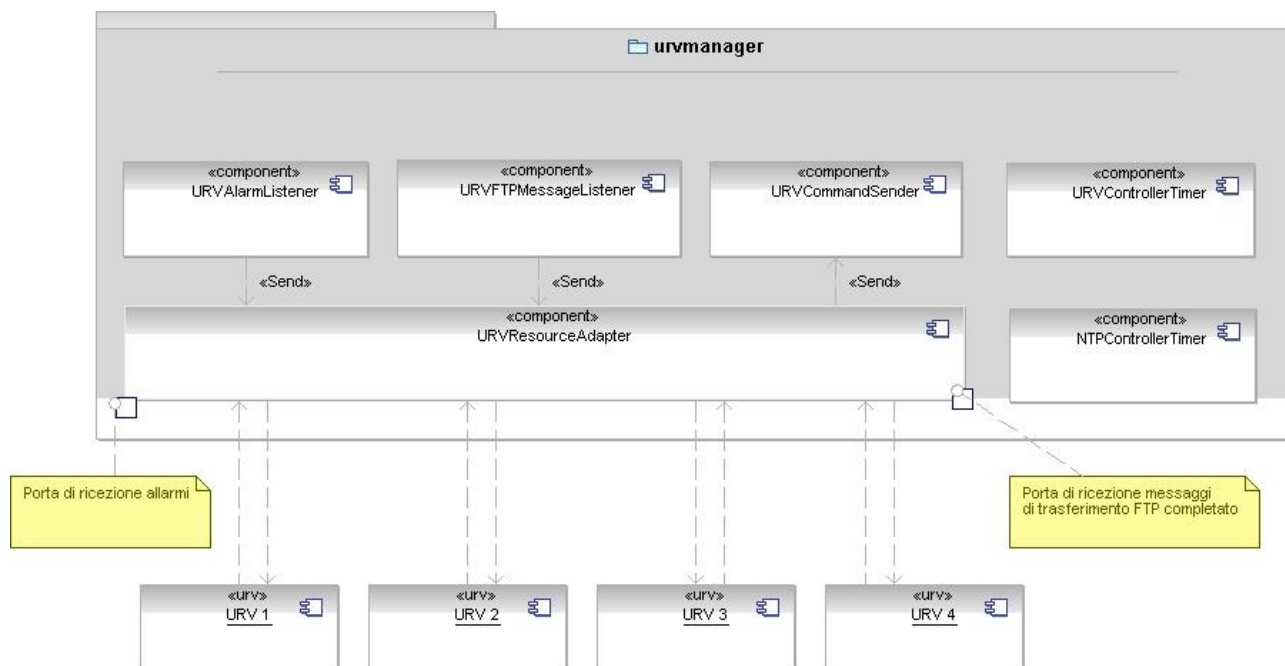 urvmanager
«component»
URVAlarmListener
«component»
URVFTPMessageListener
«component»
URVCommandSender
«component»
URVControllerTimer
«Send»
«Send»
«Send»
«component»
URVResourceAdapter
«component»
NTPControllerTimer
Porta di ricezione allarmi
Porta di ricezione messaggi
di trasferimento FTP completato
«urv»
URV 1
«urv»
URV 2
«urv»
URV 3
«urv»
URV 4